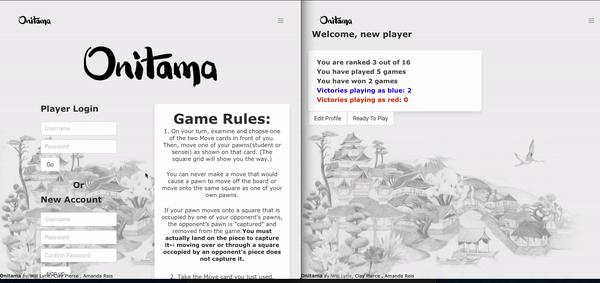 Onitama
Onitama
Player Login
Username
Password
Go
Or
New Account
Username
Password
Confirm Password
Sign up
Game Rules:
1. On your turn, examine and choose one
of the two Move cards in front of you.
Then, move one of your pawns(student or
sensei) as shown on that card. (The
square grid will show you the way.)
You can never make a move that would
cause a pawn to move off the board or
move onto the same square as one of your
own pawns.
If your pawn moves onto a square that is
occupied by one of your opponent's pawns,
the opponent's pawn is "captured" and
removed from the game.You must
actually land on the piece to capture
it-- moving over or through a square
occupied by an opponent's piece does
not capture it.
2. Take the Move card you just used,
Onitama by Will Lytle, Clay Pierce , Amanda Reis
Onitama
Welcome, new player
You are ranked 3 out of 16
You have played 5 games
You have won 2 games
Victories playing as blue: 2
Victories playing as red: 0
Edit Profile
Ready To Play
Onitama by Will Lytle, Clay Pierce , Amanda Reis